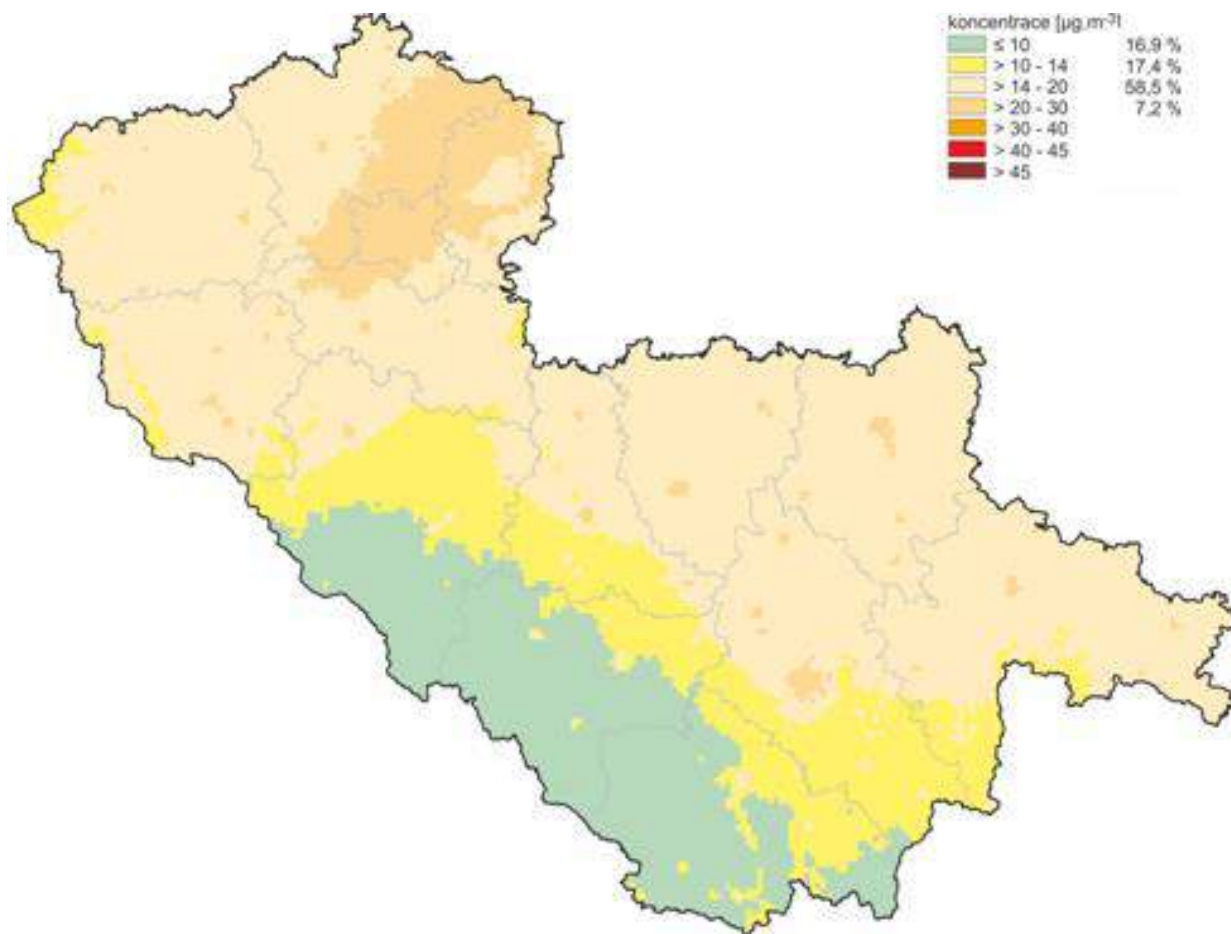 koncentrace [µg.m-3]
≤ 10 16,9 %
> 10 - 14 17,4 %
> 14 - 20 58,5 %
> 20 - 30 7,2 %
> 30 - 40
> 40 - 45
> 45